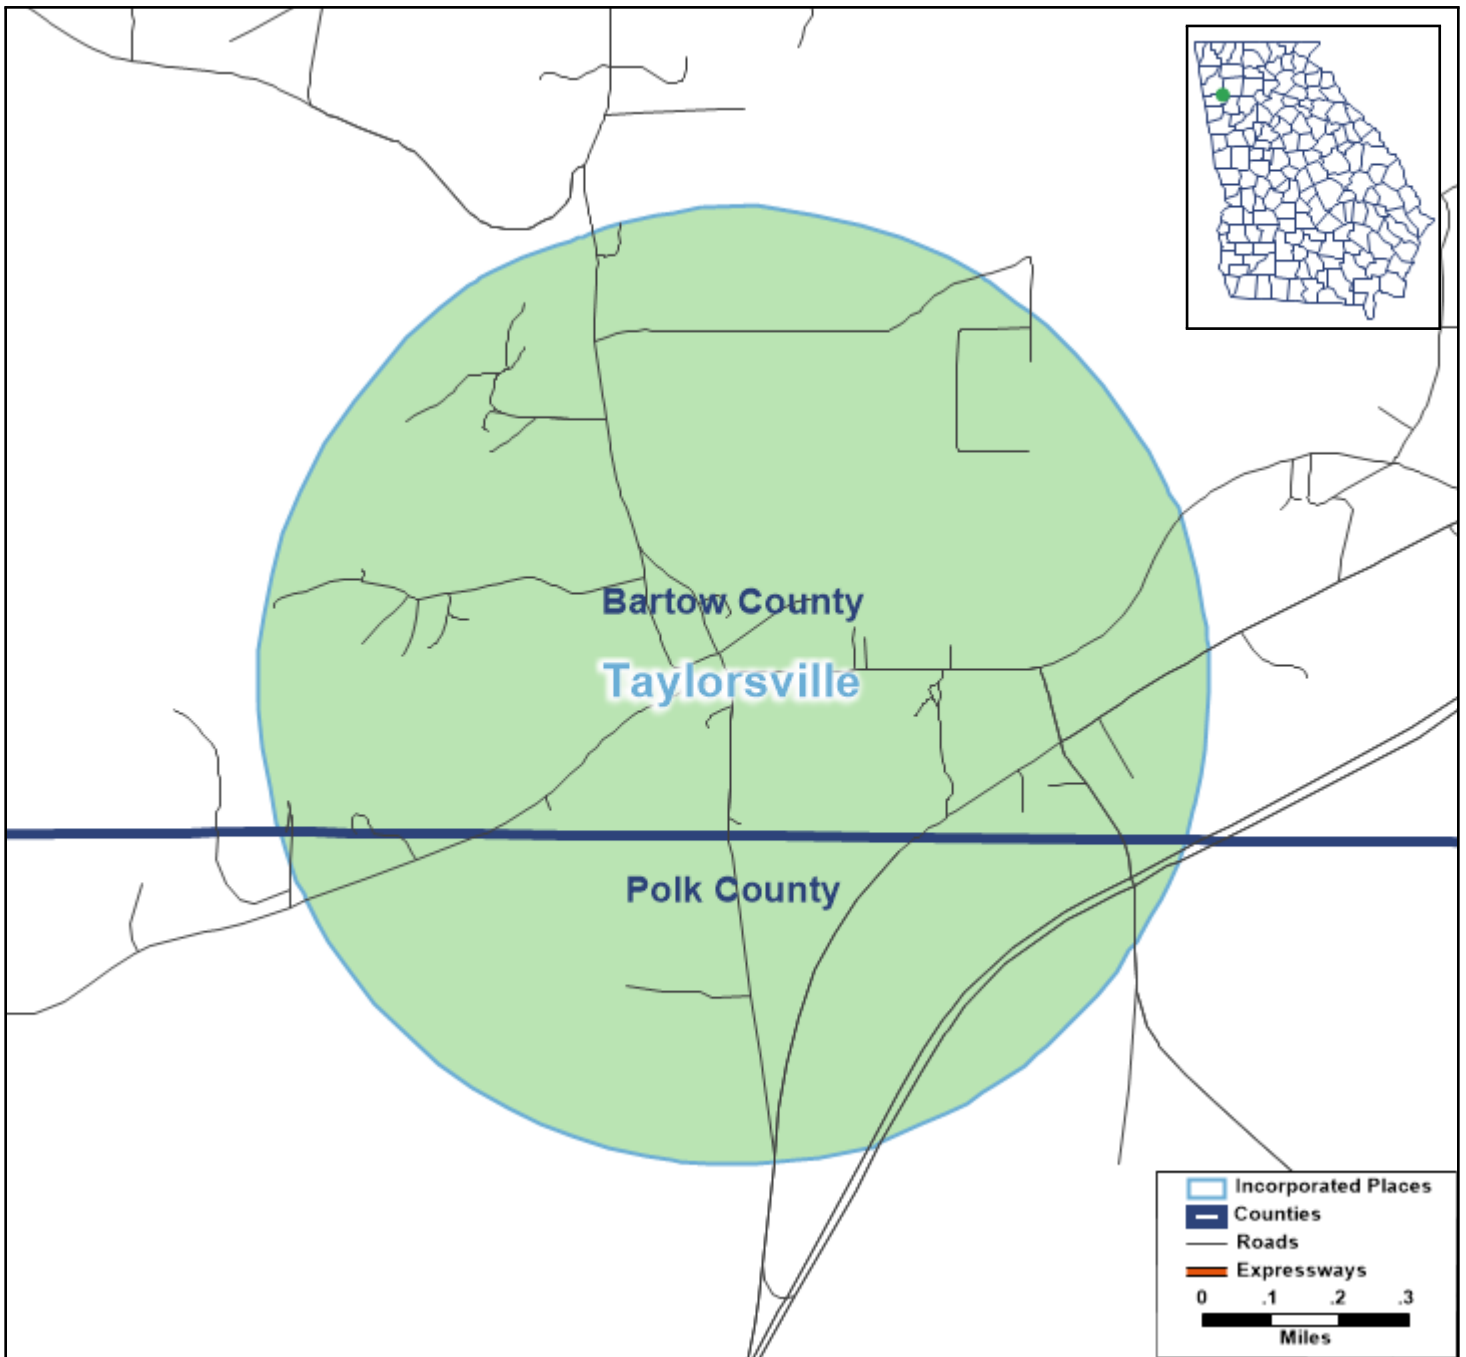 Bartow County
Taylorsville
Polk County
Incorporated Places
Counties
Roads
Expressways
0 .1 .2 .3
Miles